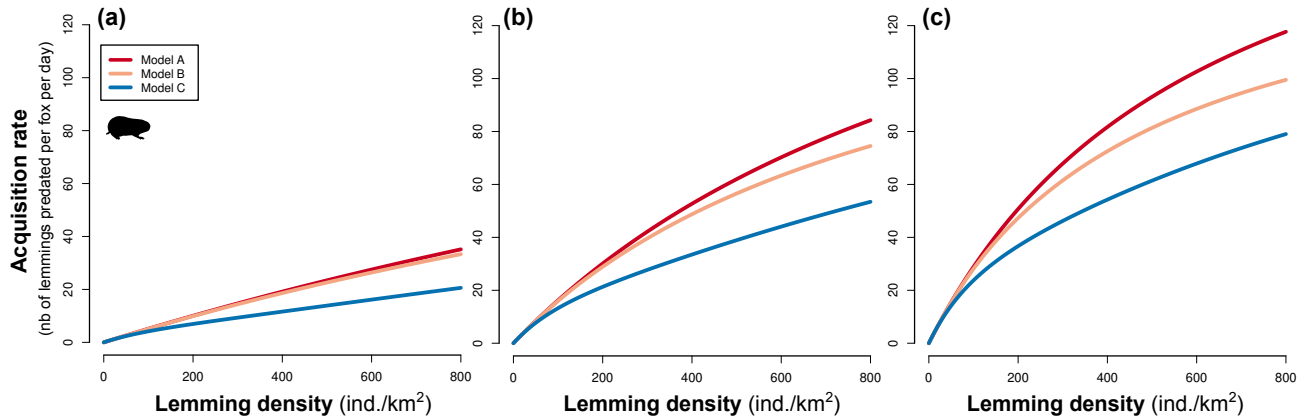 (a)
(b)
(c)
Acquisition rate
(nb of lemmings predated per fox per day)
0 20 40 60 80 100 120
Model A
Model B
Model C
0 200 400 600 800
Lemming density (ind./km²)
0 20 40 60 80 100 120
0 200 400 600 800
Lemming density (ind./km²)
0 20 40 60 80 100 120
0 200 400 600 800
Lemming density (ind./km²)